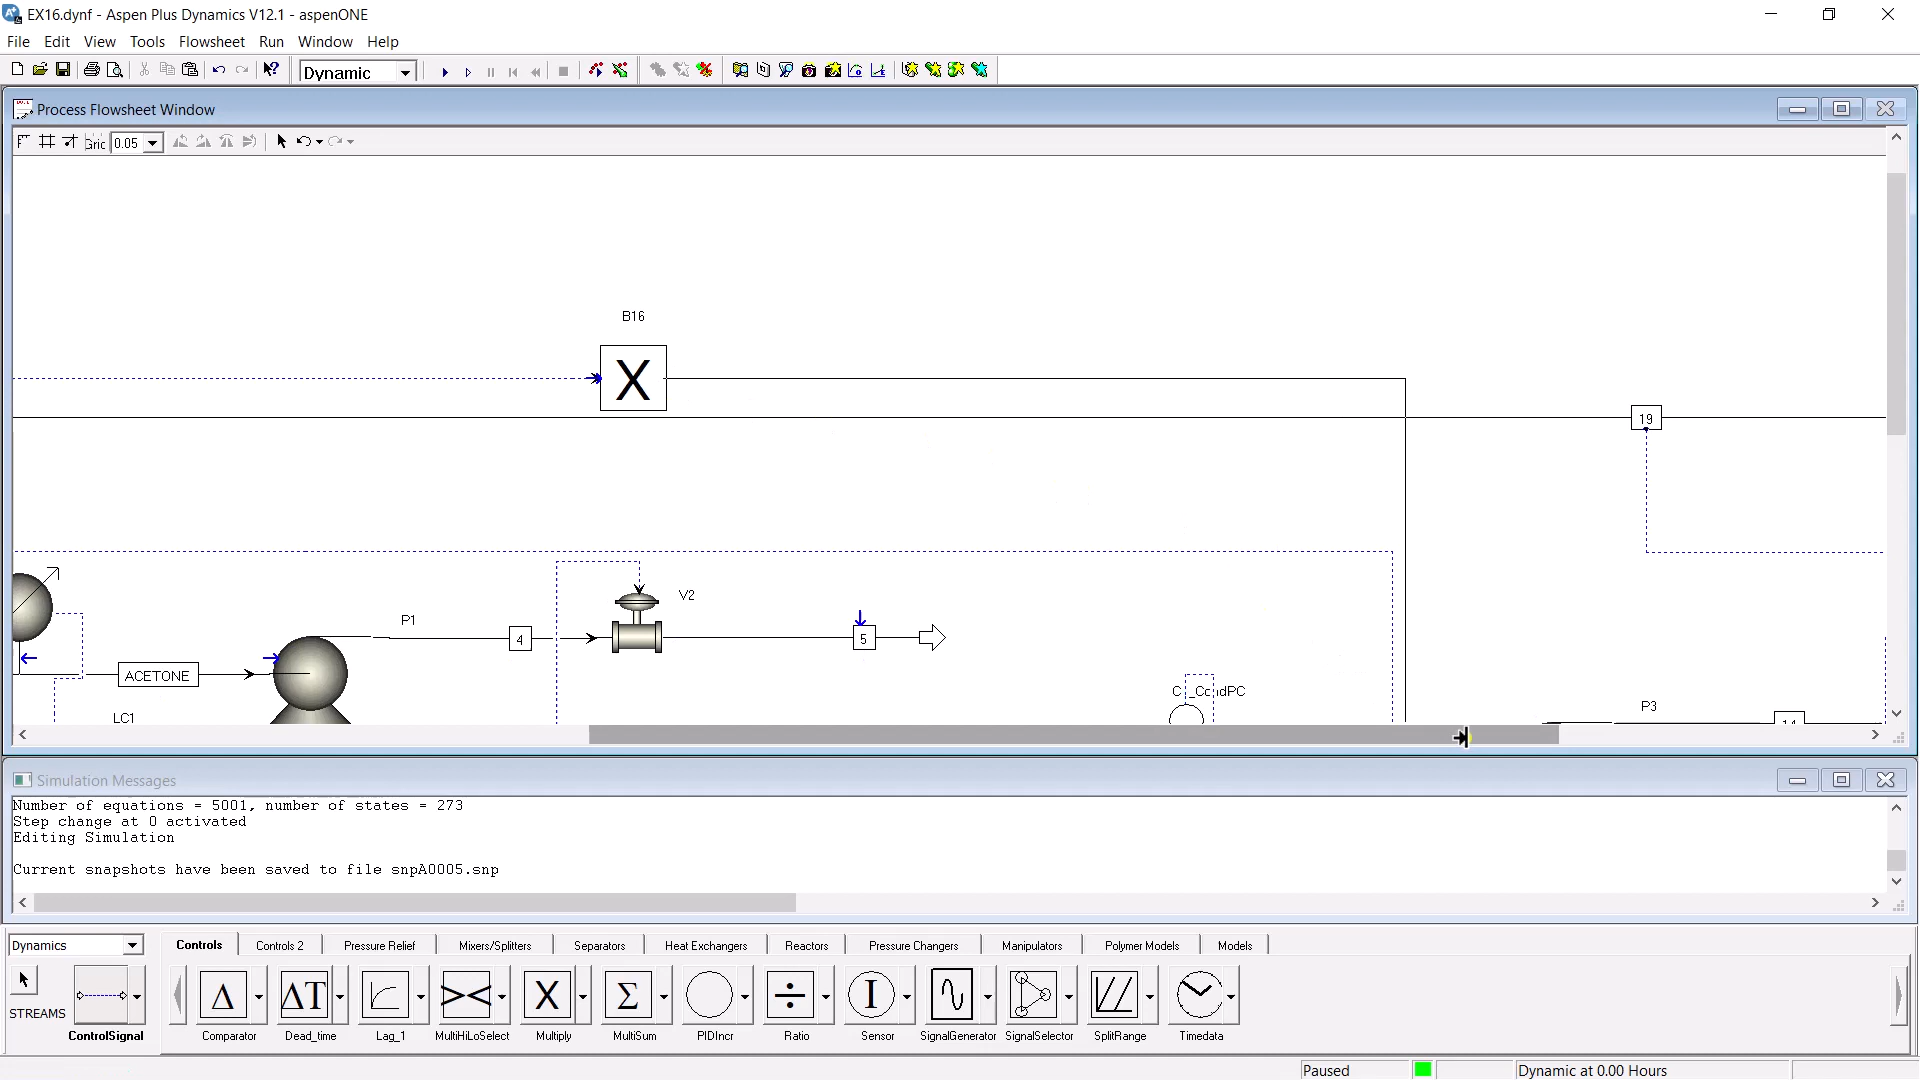 EX16.dynf - Aspen Plus Dynamics V12.1 - aspenONE
File Edit View Tools Flowsheet Run Window Help
Dynamic
Process Flowsheet Window
Gric 0.05
B16
X
19
V2
P1
4
5
ACETONE
LC1
P3
14
Simulation Messages
Number of equations = 5001, number of states = 273
Step change at 0 activated
Editing Simulation
Current snapshots have been saved to file snpA0005.snp
Dynamics Controls Controls 2 Pressure Relief Mixers/Splitters Separators Heat Exchangers Reactors Pressure Changers Manipulators Polymer Models Models
Δ ΔT >< X Σ ÷ I
STREAMS
ControlSignal Comparator Dead_time Lag_1 MultiHiLoSelect Multiply MultiSum PIDIncr Ratio Sensor SignalGenerator SignalSelector SplitRange Timedata
Paused Dynamic at 0.00 Hours